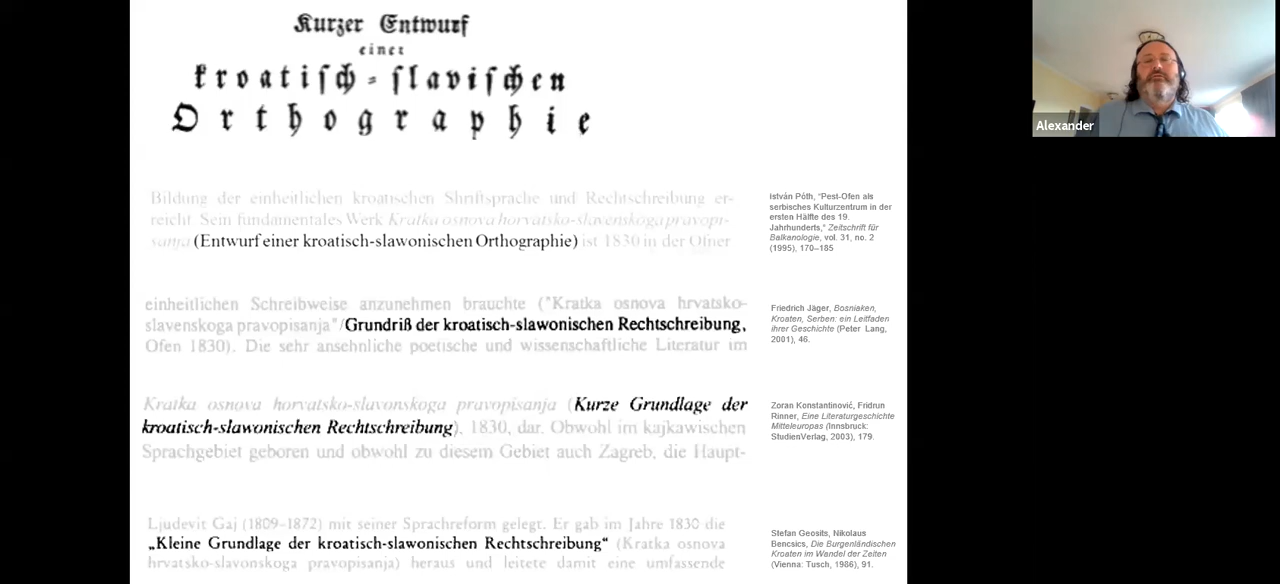 Kurzer Entwurf
einer
kroatiſch-ſlaviſchen
Orthographie
Bildung der einheitlichen kroatischen Shriftsprache und Rechtschreibung er-
reicht. Sein fundamentales Werk Kratka osnova horvatsko-slavenskoga pravopi-
sanja (Entwurf einer kroatisch-slawonischen Orthographie) ist 1830 in der Ofner
István Póth, "Pest-Ofen als
serbisches Kulturzentrum in der
ersten Hälfte des 19.
Jahrhunderts," Zeitschrift für
Balkanologie, vol. 31, no. 2
(1995), 170–185
einheitlichen Schreibweise anzunehmen brauchte ("Kratka osnova hrvatsko-
slavenskoga pravopisanja"/Grundriß der kroatisch-slawonischen Rechtschreibung,
Ofen 1830). Die sehr ansehnliche poetische und wissenschaftliche Literatur im
Friedrich Jäger, Bosniaken,
Kroaten, Serben: ein Leitfaden
ihrer Geschichte (Peter Lang,
2001), 46.
Kratka osnova horvatsko-slavonskoga pravopisanja (Kurze Grundlage der
kroatisch-slawonischen Rechtschreibung), 1830, dar. Obwohl im kajkawischen
Sprachgebiet geboren und obwohl zu diesem Gebiet auch Zagreb, die Haupt-
Zoran Konstantinović, Fridrun
Rinner, Eine Literaturgeschichte
Mitteleuropas (Innsbruck:
StudienVerlag, 2003), 179.
Ljudevit Gaj (1809–1872) mit seiner Sprachreform gelegt. Er gab im Jahre 1830 die
„Kleine Grundlage der kroatisch-slawonischen Rechtschreibung“ (Kratka osnova
hrvatsko-slavonskoga pravopisanja) heraus und leitete damit eine umfassende
Stefan Geosits, Nikolaus
Bencsics, Die Burgenländischen
Kroaten im Wandel der Zeiten
(Vienna: Tusch, 1986), 91.
Alexander